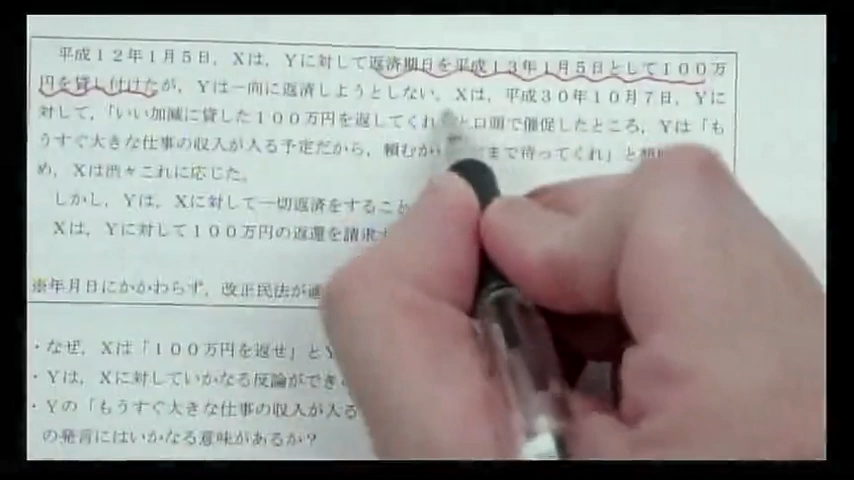 平成12年1月5日，Xは，Yに対して返済期日を平成13年1月5日として100万
円を貸し付けたが，Yは一向に返済しようとしない。Xは，平成30年10月7日，Yに
対して，「いい加減に貸した100万円を返してくれ」と口頭で催促したところ，Yは「も
うすぐ大きな仕事の収入が入る予定だから，頼むか まで待ってくれ」と
め，Xは渋々これに応じた。
しかし，Yは，Xに対して一切返済をすること
Xは，Yに対して100万円の返還を請求
※年月日にかかわらず，改正民法が
・なぜ，Xは「100万円を返せ」と
・Yは，Xに対していかなる反論ができ
・Yの「もうすぐ大きな仕事の収入が入る
の発言にはいかなる意味があるか？